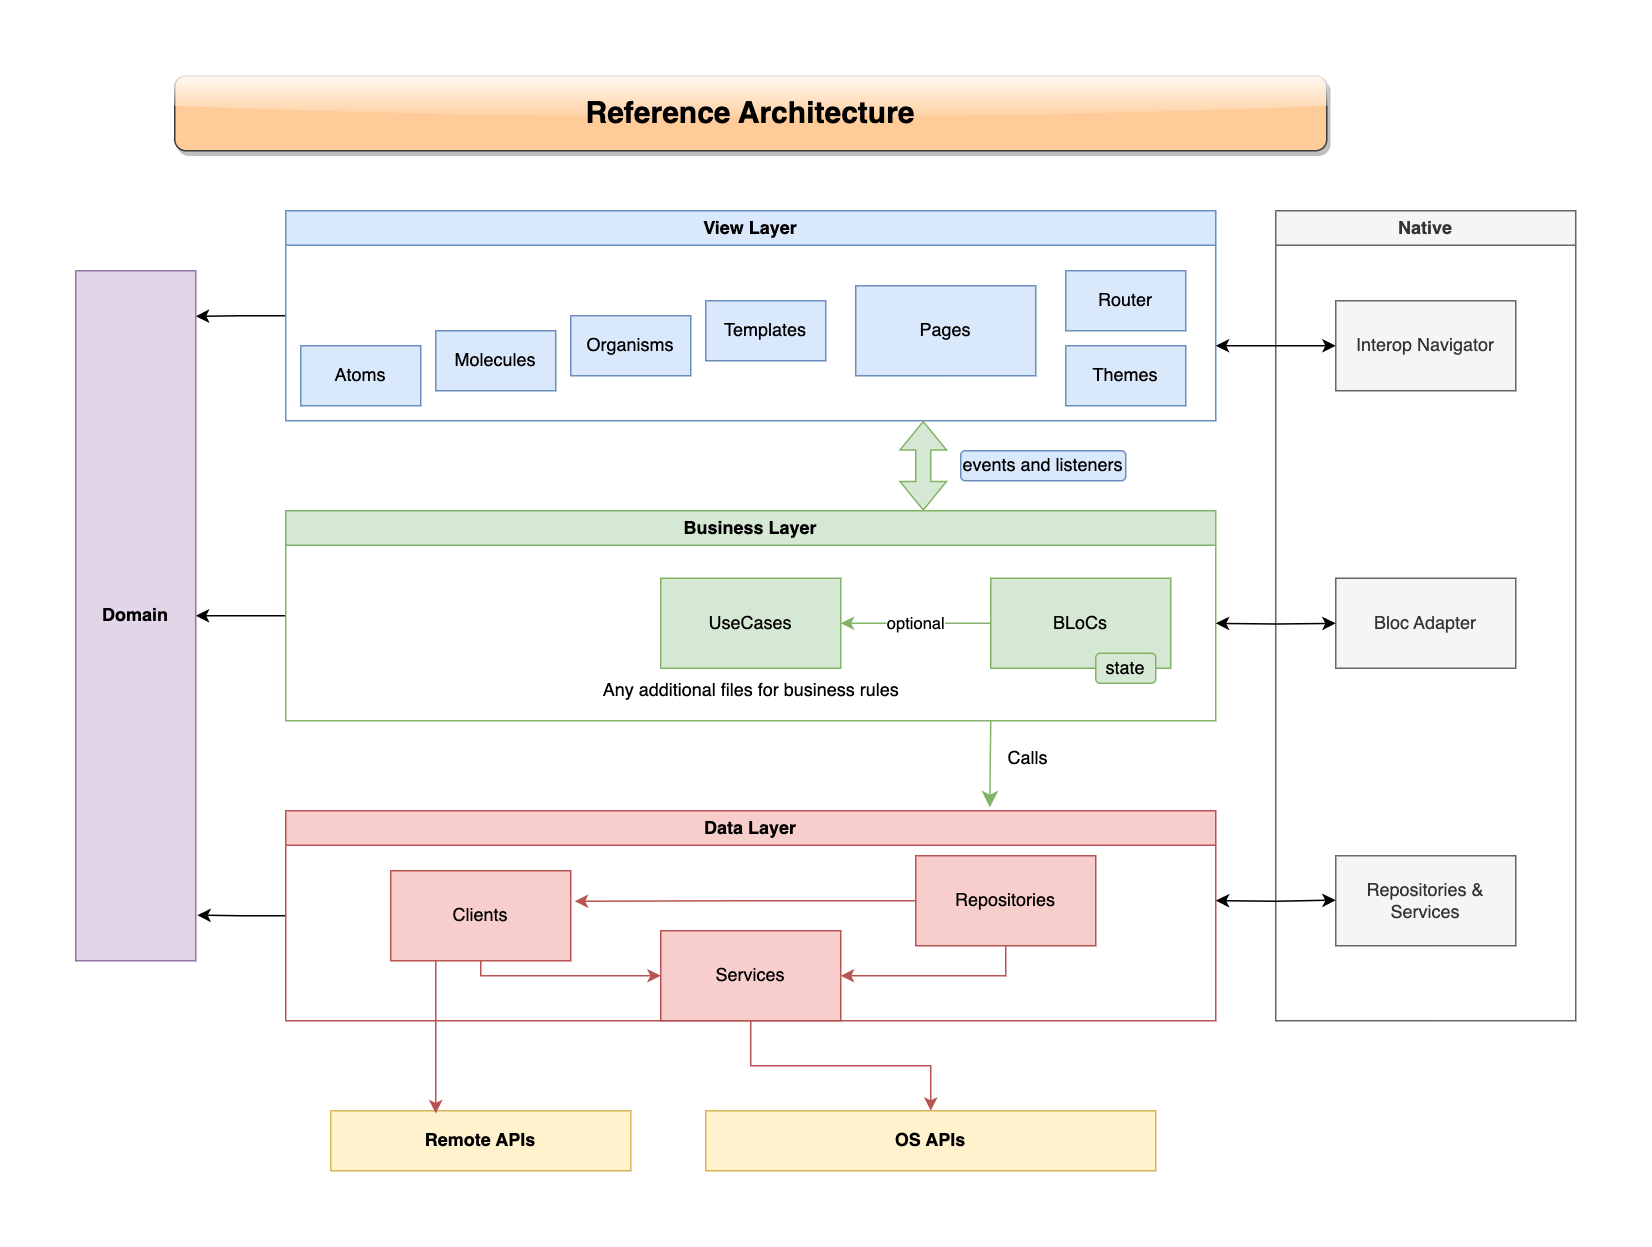 Reference Architecture
View Layer
Native
Router
Templates
Pages
Organisms
Interop Navigator
Molecules
Atoms
Themes
events and listeners
Business Layer
Domain
UseCases
optional
BLoCs
Bloc Adapter
state
Any additional files for business rules
Calls
Data Layer
Clients
Repositories
Repositories &
Services
Services
Remote APIs
OS APIs